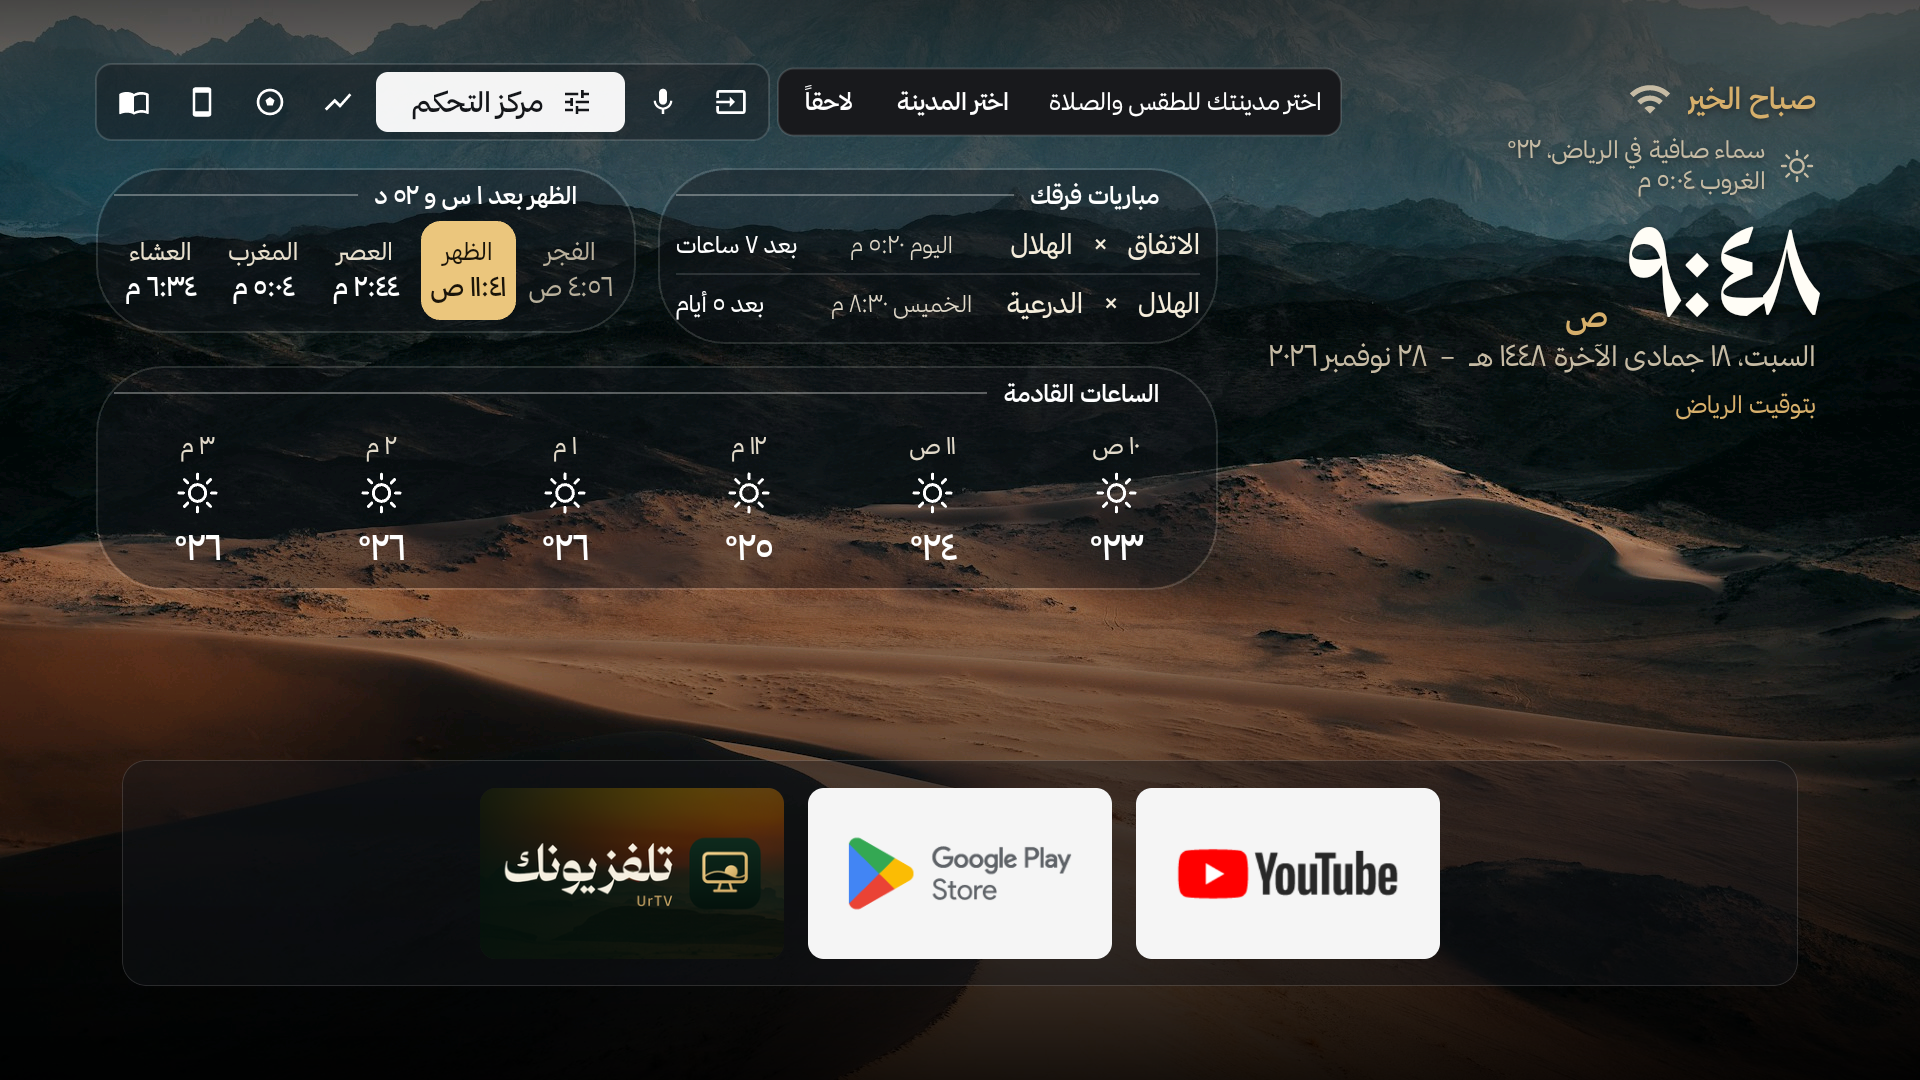 صباح الخير
سماء صافية في الرياض، ٢٢°
الغروب ٥:٠٤ م
٩:٤٨ ص
السبت، ١٨ جمادى الآخرة ١٤٤٨ هـ – ٢٨ نوفمبر ٢٠٢٦
بتوقيت الرياض
اختر مدينتك للطقس والصلاة اختر المدينة لاحقاً
مركز التحكم
مباريات فرقك
الاتفاق × الهلال اليوم ٥:٢٠ م بعد ٧ ساعات
الهلال × الدرعية الخميس ٨:٣٠ م بعد ٥ أيام
الظهر بعد ١ س و ٥٢ د
الفجر الظهر العصر المغرب العشاء
٤:٥٦ ص ١١:٤١ ص ٢:٤٤ م ٥:٠٤ م ٦:٣٤ م
الساعات القادمة
١٠ ص ١١ ص ١٢ م ١ م ٢ م ٣ م
٢٣° ٢٤° ٢٥° ٢٦° ٢٦° ٢٦°
YouTube
Google Play
Store
تلفزيونك
UrTV